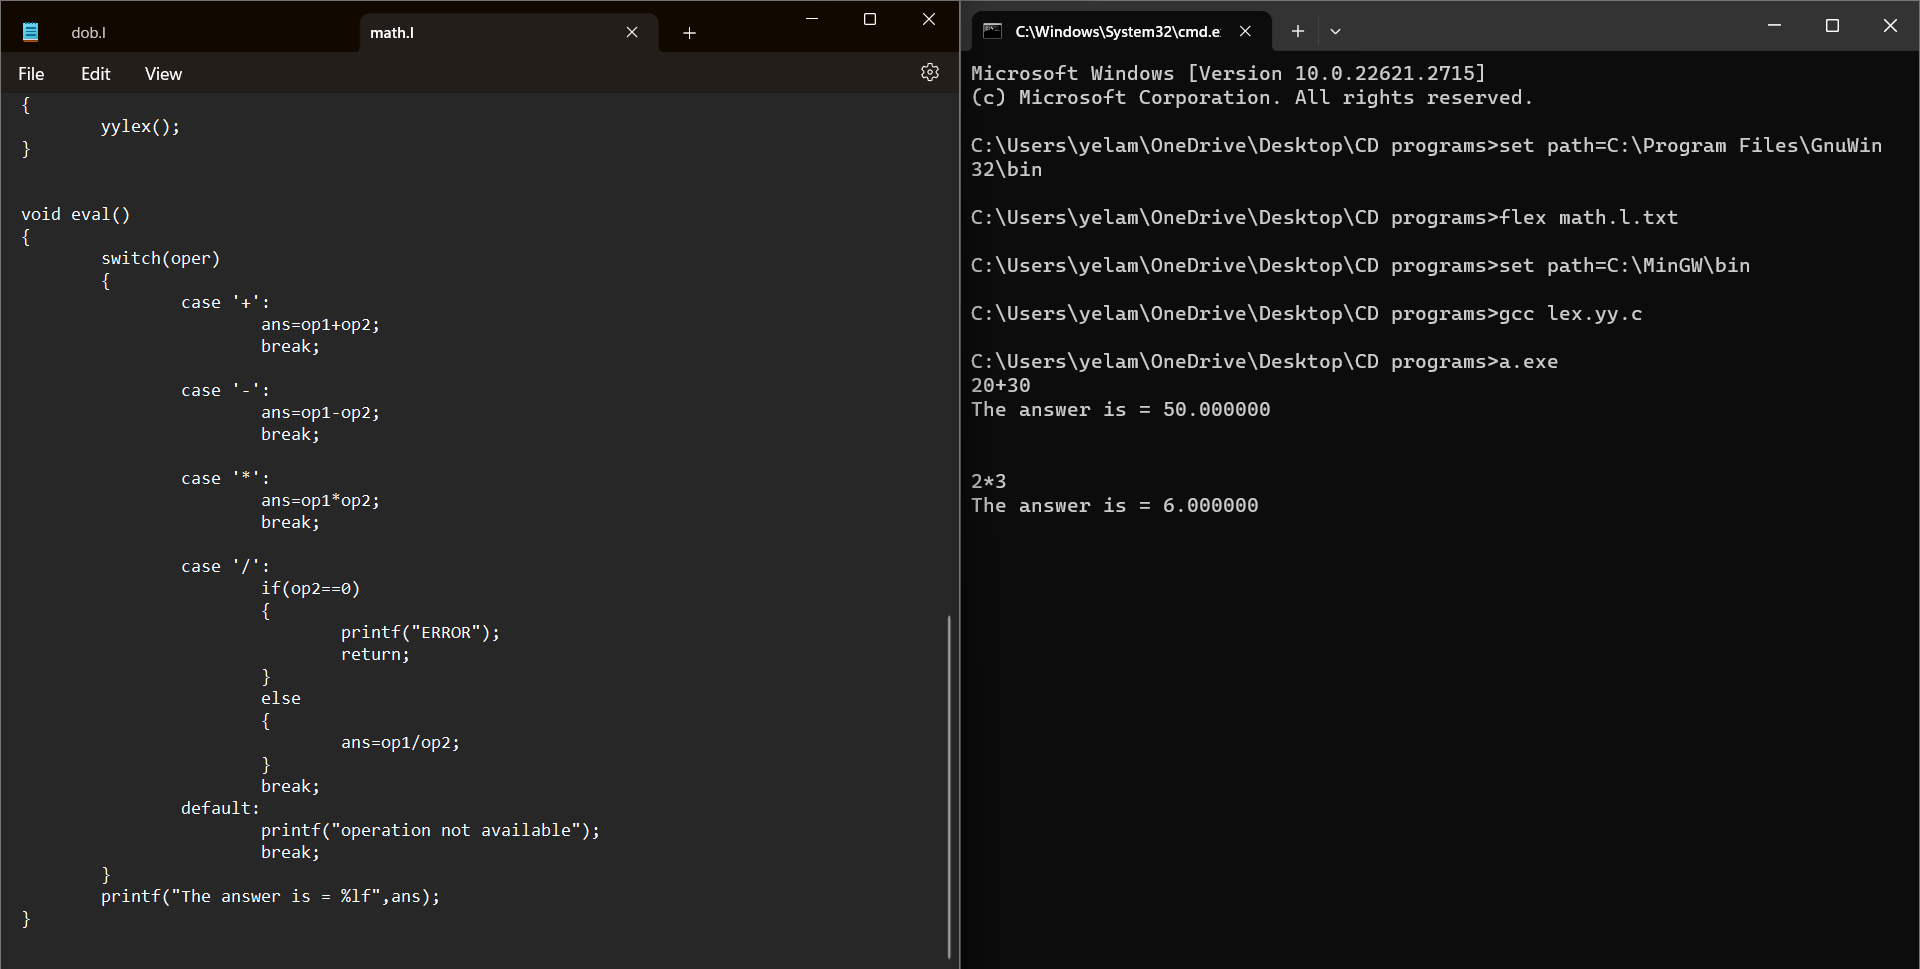 dob.l
math.l
File Edit View
{
yylex();
}
void eval()
{
switch(oper)
{
case '+':
ans=op1+op2;
break;
case '-':
ans=op1-op2;
break;
case '*':
ans=op1*op2;
break;
case '/':
if(op2==0)
{
printf("ERROR");
return;
}
else
{
ans=op1/op2;
}
break;
default:
printf("operation not available");
break;
}
printf("The answer is = %lf",ans);
}
C:\Windows\System32\cmd.e
Microsoft Windows [Version 10.0.22621.2715]
(c) Microsoft Corporation. All rights reserved.
C:\Users\yelam\OneDrive\Desktop\CD programs>set path=C:\Program Files\GnuWin
32\bin
C:\Users\yelam\OneDrive\Desktop\CD programs>flex math.l.txt
C:\Users\yelam\OneDrive\Desktop\CD programs>set path=C:\MinGW\bin
C:\Users\yelam\OneDrive\Desktop\CD programs>gcc lex.yy.c
C:\Users\yelam\OneDrive\Desktop\CD programs>a.exe
20+30
The answer is = 50.000000
2*3
The answer is = 6.000000